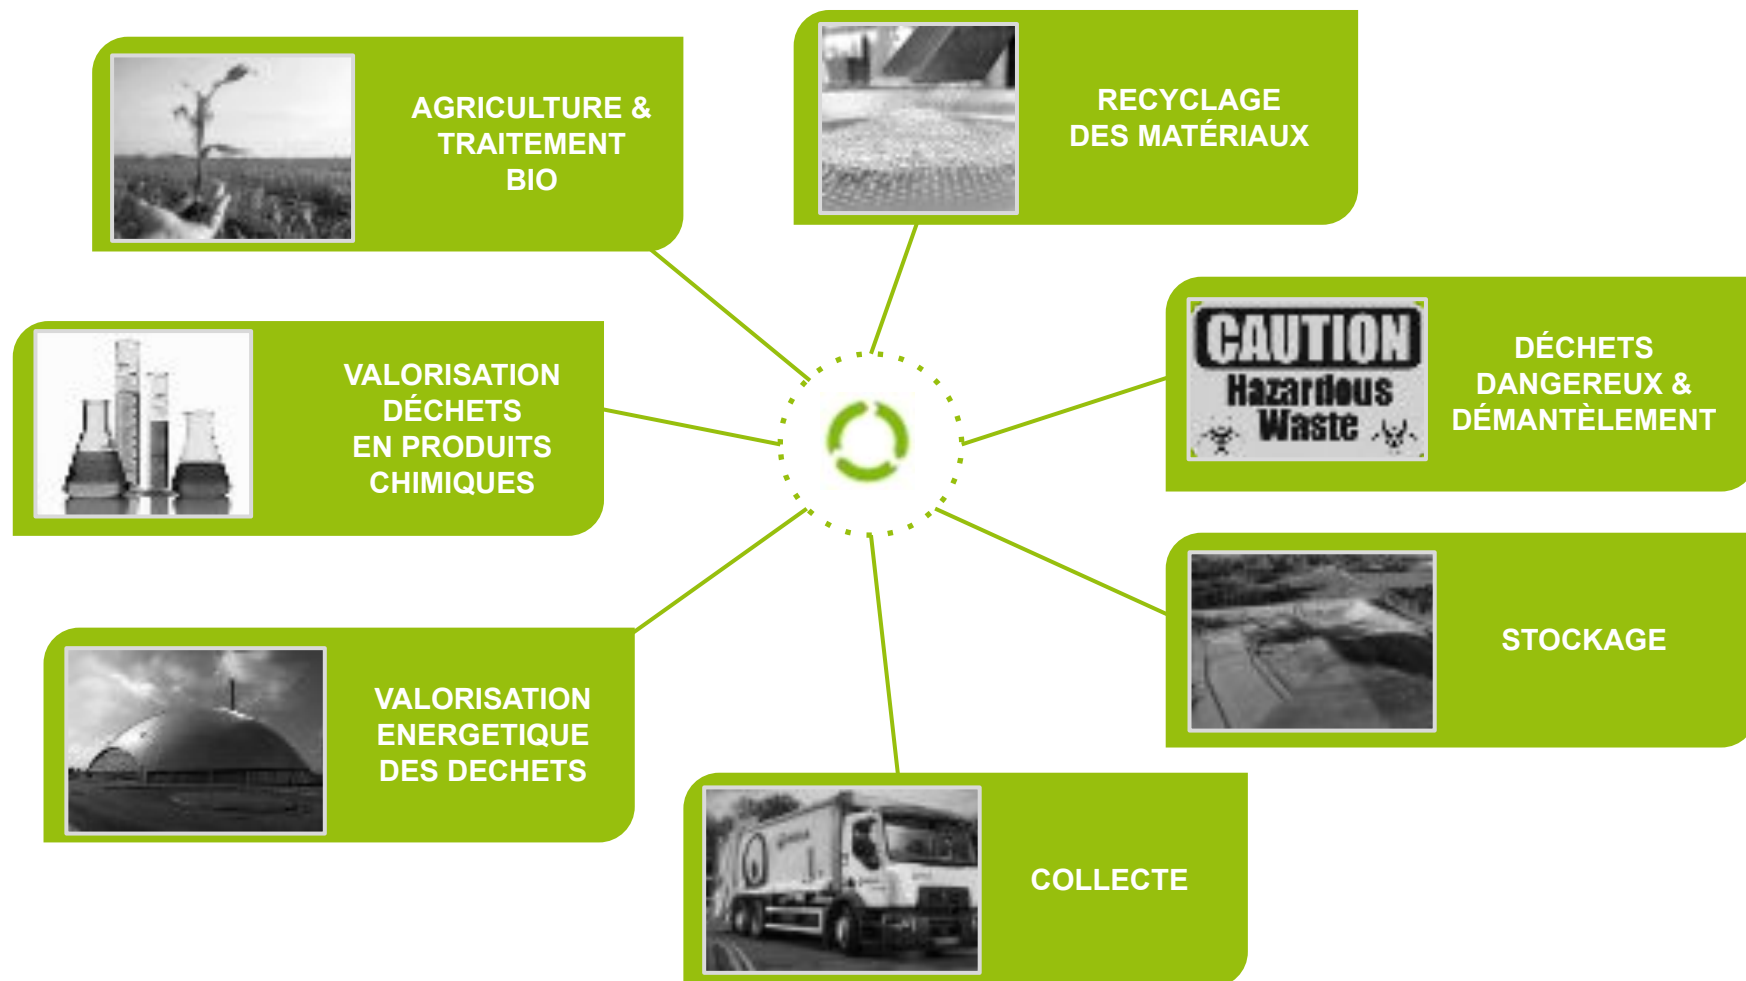 AGRICULTURE &
TRAITEMENT
BIO
RECYCLAGE
DES MATÉRIAUX
VALORISATION
DÉCHETS
EN PRODUITS
CHIMIQUES
CAUTION
Hazardous
Waste
DÉCHETS
DANGEREUX &
DÉMANTÈLEMENT
STOCKAGE
VALORISATION
ENERGETIQUE
DES DECHETS
COLLECTE